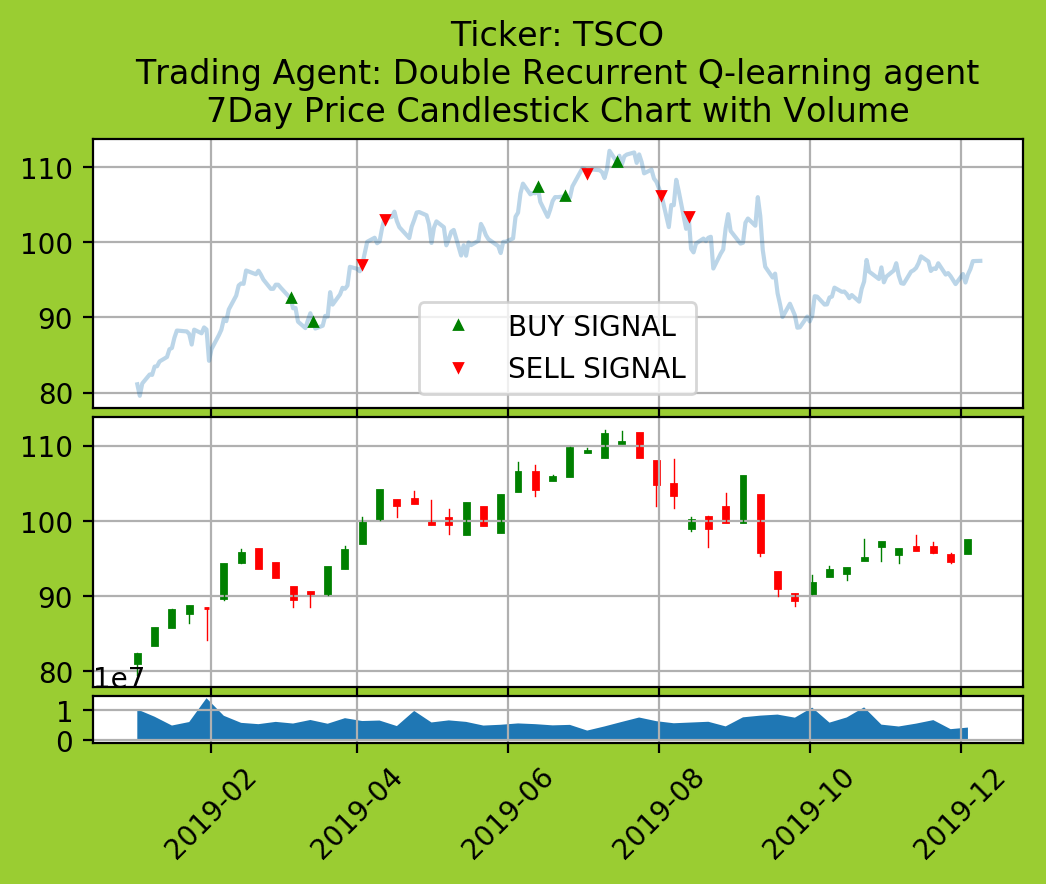 Ticker: TSCO
Trading Agent: Double Recurrent Q-learning agent
7Day Price Candlestick Chart with Volume
110
100
90
80
BUY SIGNAL
SELL SIGNAL
110
100
90
80
1e7
1
0
2019-02
2019-04
2019-06
2019-08
2019-10
2019-12